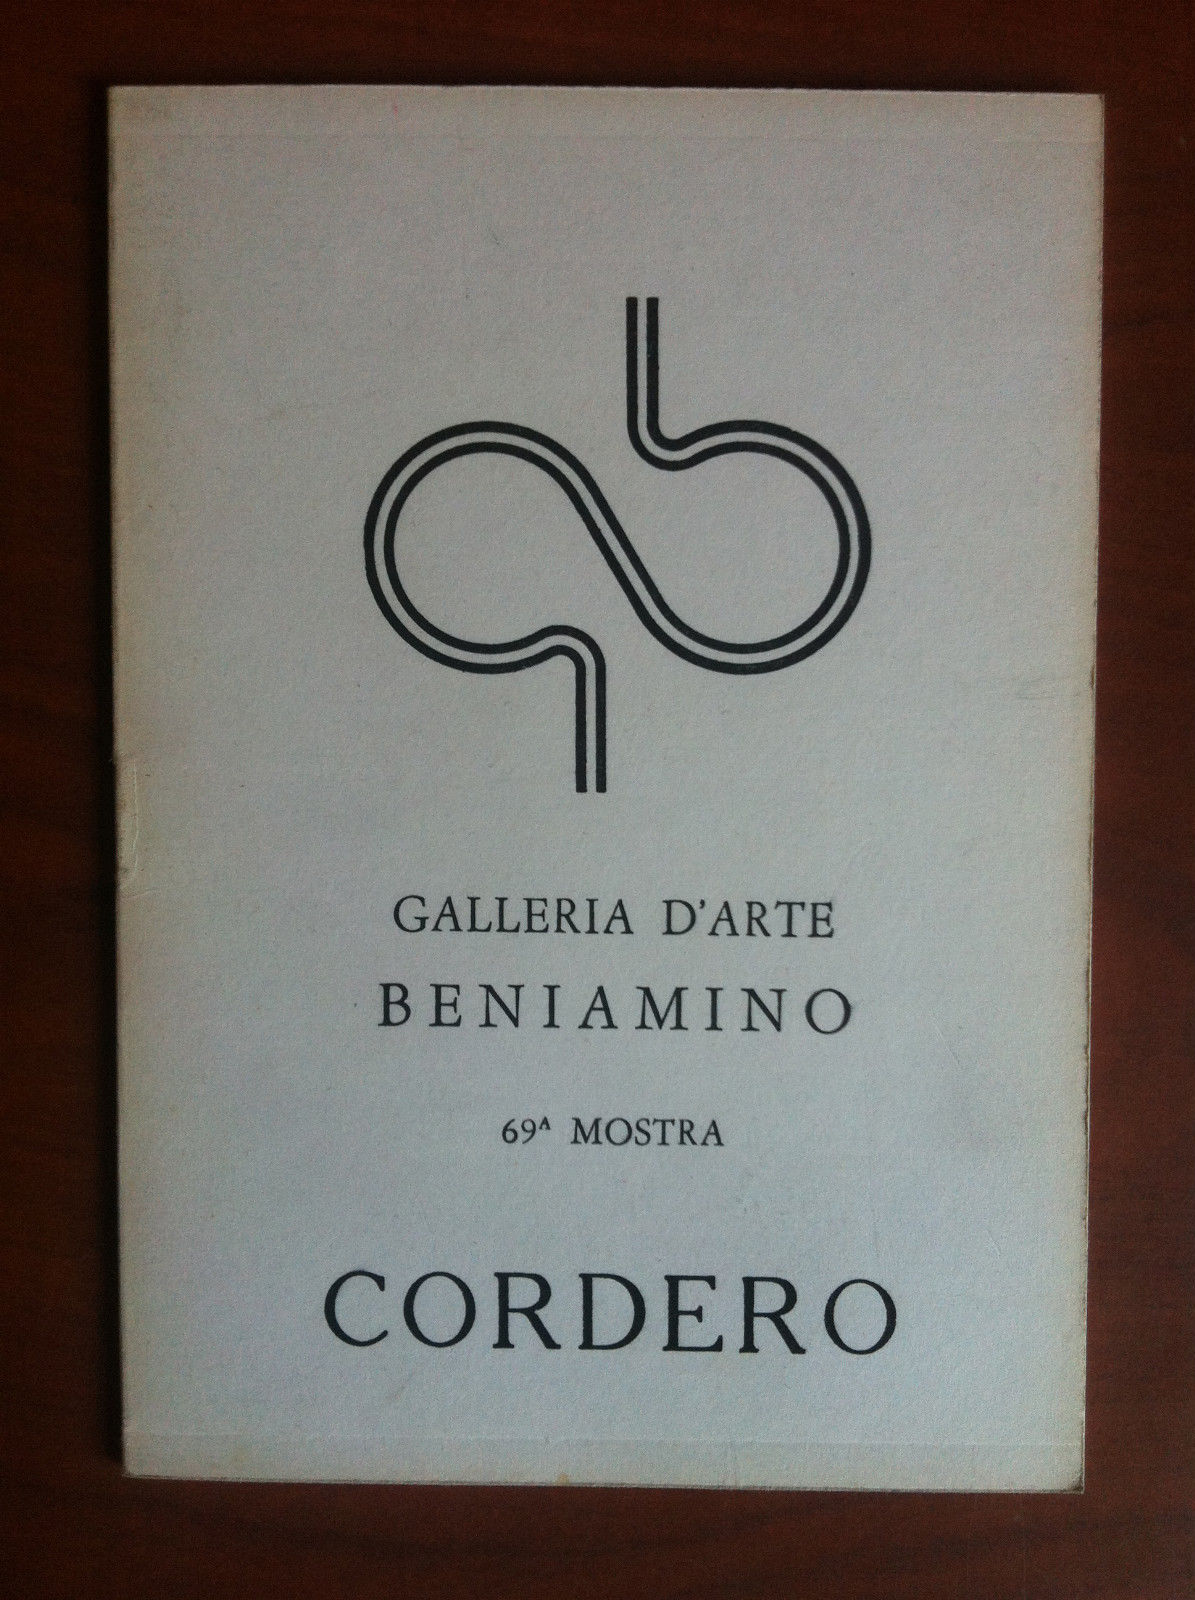 GALLERIA D'ARTE
BENIAMINO
69ᴬ MOSTRA
CORDERO